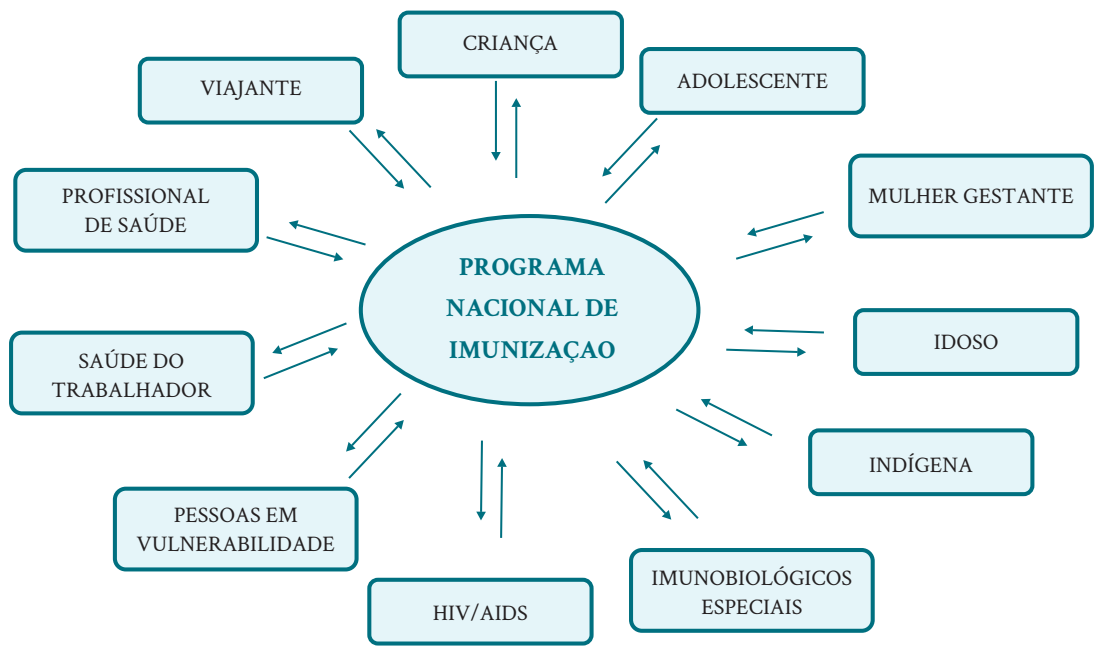 CRIANÇA
ADOLESCENTE
VIAJANTE
MULHER GESTANTE
PROFISSIONAL
DE SAÚDE
PROGRAMA
NACIONAL DE
IMUNIZAÇAO
IDOSO
SAÚDE DO
TRABALHADOR
INDÍGENA
PESSOAS EM
VULNERABILIDADE
IMUNOBIOLÓGICOS
ESPECIAIS
HIV/AIDS